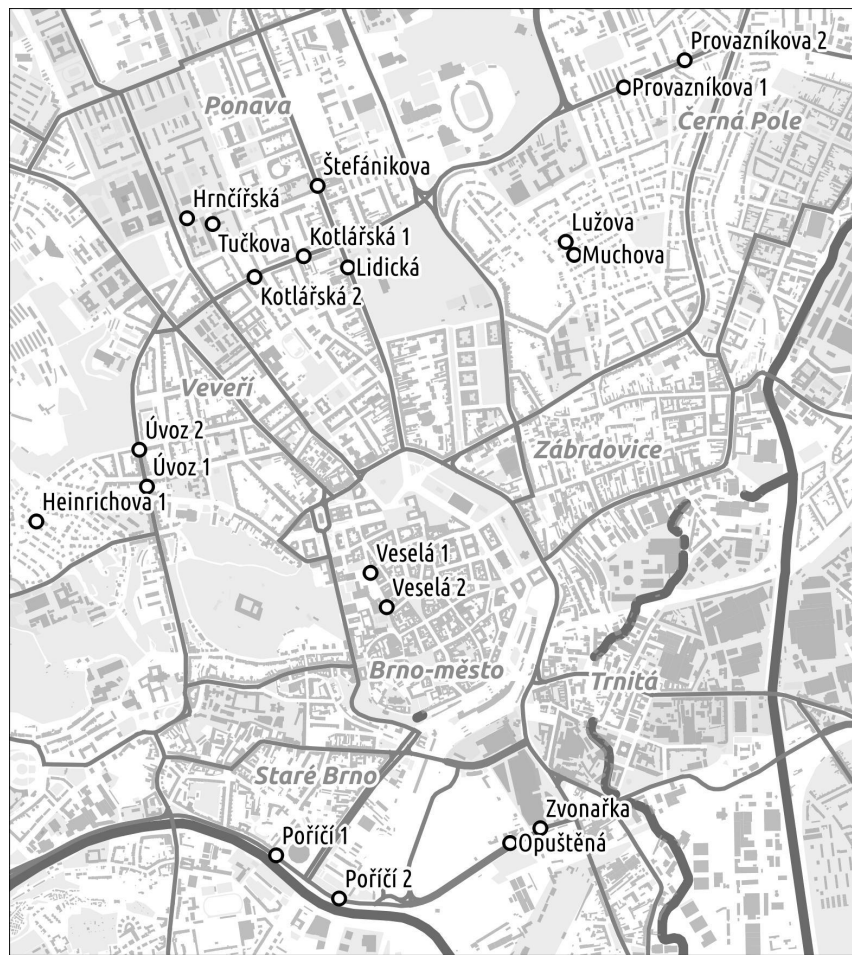 Provazníkova 2
Provazníkova 1
Ponava
Černá Pole
Štefánikova
Hrnčířská
Tučkova
Kotlářská 1
Lužova
Muchova
Lidická
Kotlářská 2
Veveří
Úvoz 2
Zábrdovice
Úvoz 1
Heinrichova 1
Veselá 1
Veselá 2
Brno-město
Trnitá
Staré Brno
Zvonařka
Poříčí 1
Opuštěná
Poříčí 2